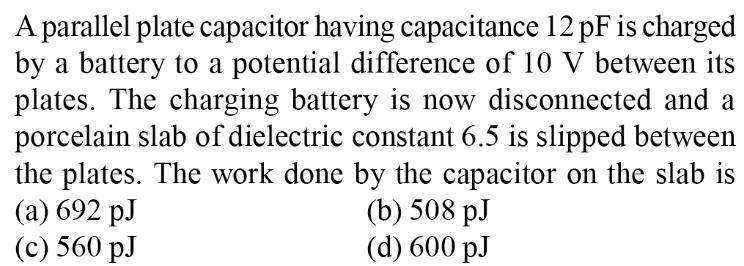 A parallel plate capacitor having capacitance 12 pF is charged
by a battery to a potential difference of 10 V between its
plates. The charging battery is now disconnected and a
porcelain slab of dielectric constant 6.5 is slipped between
the plates. The work done by the capacitor on the slab is
(a) 692 pJ (b) 508 pJ
(c) 560 pJ (d) 600 pJ